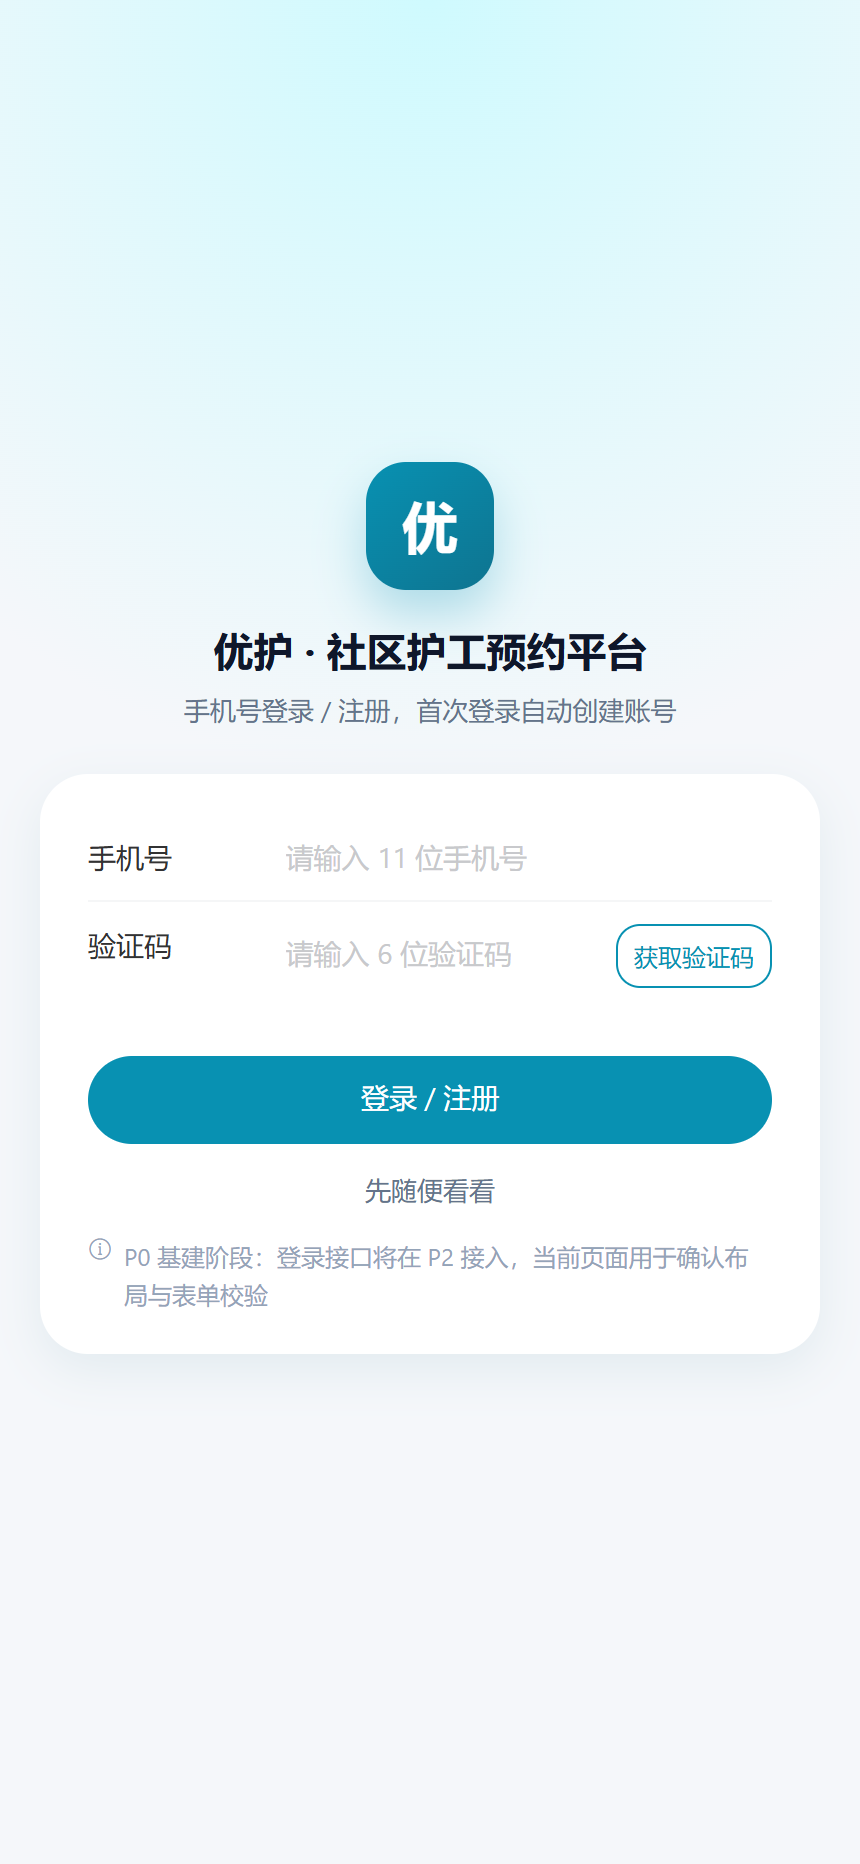 优
优护 · 社区护工预约平台
手机号登录 / 注册，首次登录自动创建账号
手机号 请输入 11 位手机号
验证码 请输入 6 位验证码 获取验证码
登录 / 注册
先随便看看
P0 基建阶段：登录接口将在 P2 接入，当前页面用于确认布
局与表单校验